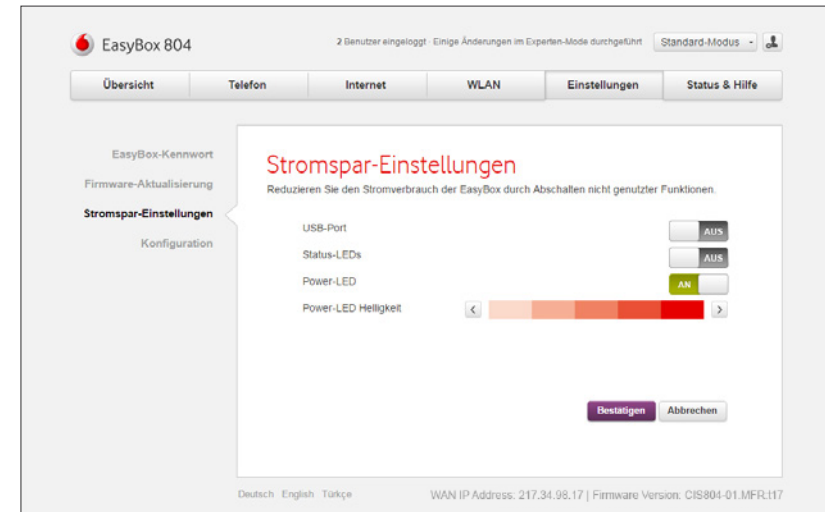 EasyBox 804
2 Benutzer eingeloggt · Einige Änderungen im Experten-Mode durchgeführt
Standard-Modus
Übersicht Telefon Internet WLAN Einstellungen Status & Hilfe
EasyBox-Kennwort
Firmware-Aktualisierung
Stromspar-Einstellungen
Konfiguration
Stromspar-Einstellungen
Reduzieren Sie den Stromverbrauch der EasyBox durch Abschalten nicht genutzter Funktionen.
USB-Port AUS
Status-LEDs AUS
Power-LED AN
Power-LED Helligkeit
Bestätigen Abbrechen
Deutsch English Türkçe
WAN IP Address: 217.34.98.17 | Firmware Version: CIS804-01.MFR.t17